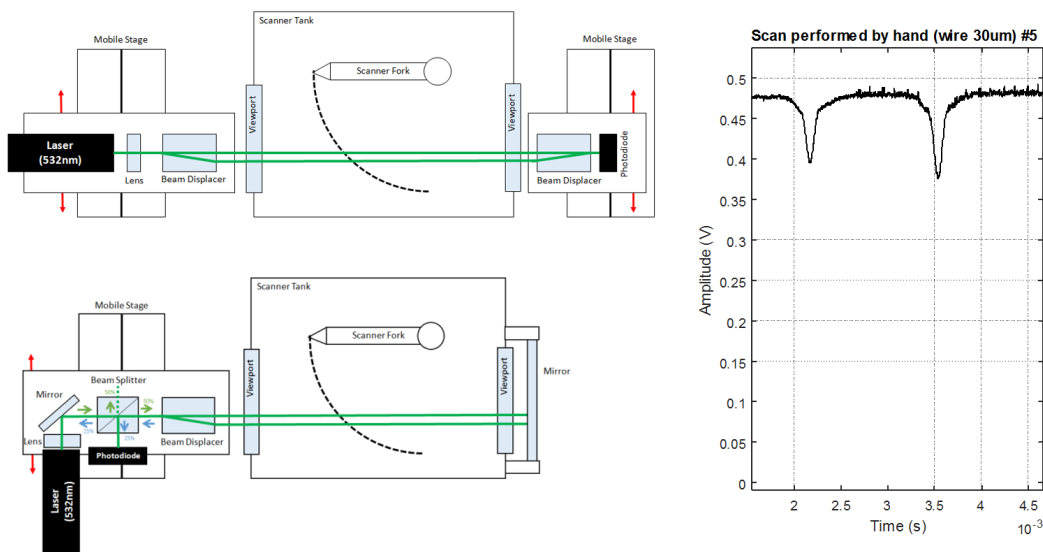 Scanner Tank
Mobile Stage
Mobile Stage
Scanner Fork
Viewport
Viewport
Laser
(532nm)
Lens
Beam Displacer
Beam Displacer
Photodiode
Scanner Tank
Mobile Stage
Scanner Fork
Beam Splitter
Mirror
50%
50%
25%
25%
Viewport
Viewport
Mirror
Lens
Beam Displacer
Photodiode
Laser
(532nm)
Scan performed by hand (wire 30um) #5
Amplitude (V)
0.5
0.45
0.4
0.35
0.3
0.25
0.2
0.15
0.1
0.05
0
2 2.5 3 3.5 4 4.5
Time (s)
10⁻³